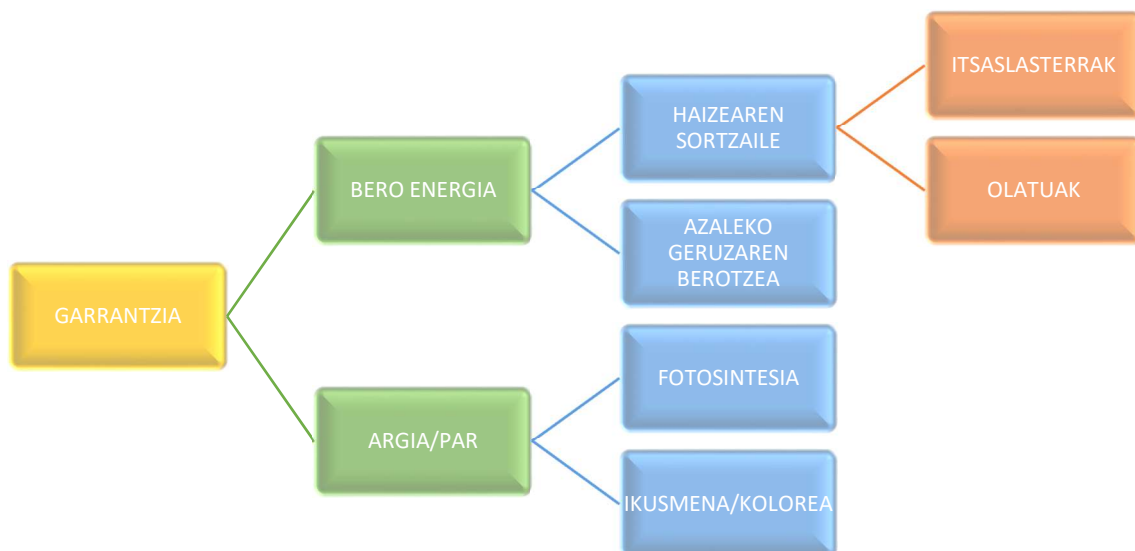 GARRANTZIA
BERO ENERGIA
HAIZEAREN
SORTZAILE
ITSASLASTERRAK
OLATUAK
AZALEKO
GERUZAREN
BEROTZEA
ARGIA/PAR
FOTOSINTESIA
IKUSMENA/KOLOREA